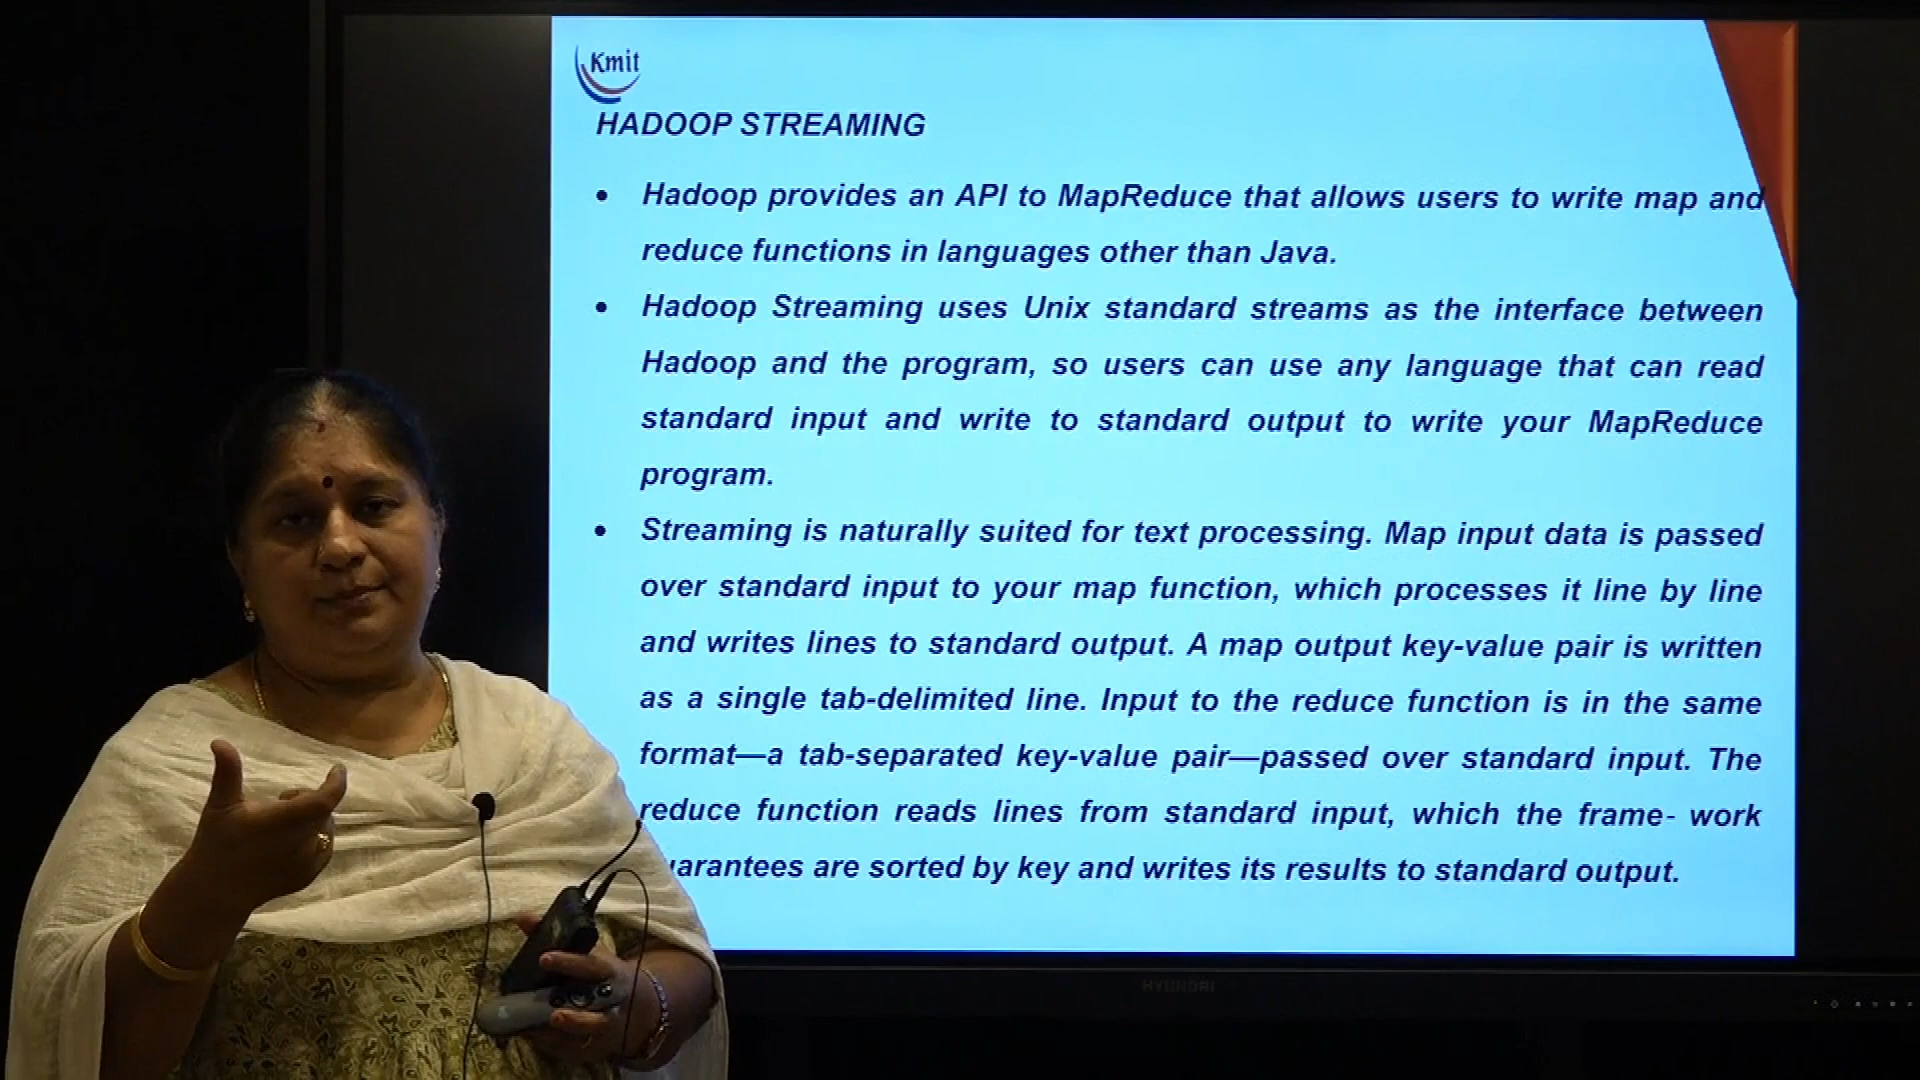 Kmit
HADOOP STREAMING
• Hadoop provides an API to MapReduce that allows users to write map and
reduce functions in languages other than Java.
• Hadoop Streaming uses Unix standard streams as the interface between
Hadoop and the program, so users can use any language that can read
standard input and write to standard output to write your MapReduce
program.
• Streaming is naturally suited for text processing. Map input data is passed
over standard input to your map function, which processes it line by line
and writes lines to standard output. A map output key-value pair is written
as a single tab-delimited line. Input to the reduce function is in the same
format—a tab-separated key-value pair—passed over standard input. The
reduce function reads lines from standard input, which the frame- work
uarantees are sorted by key and writes its results to standard output.
HYUNDAI